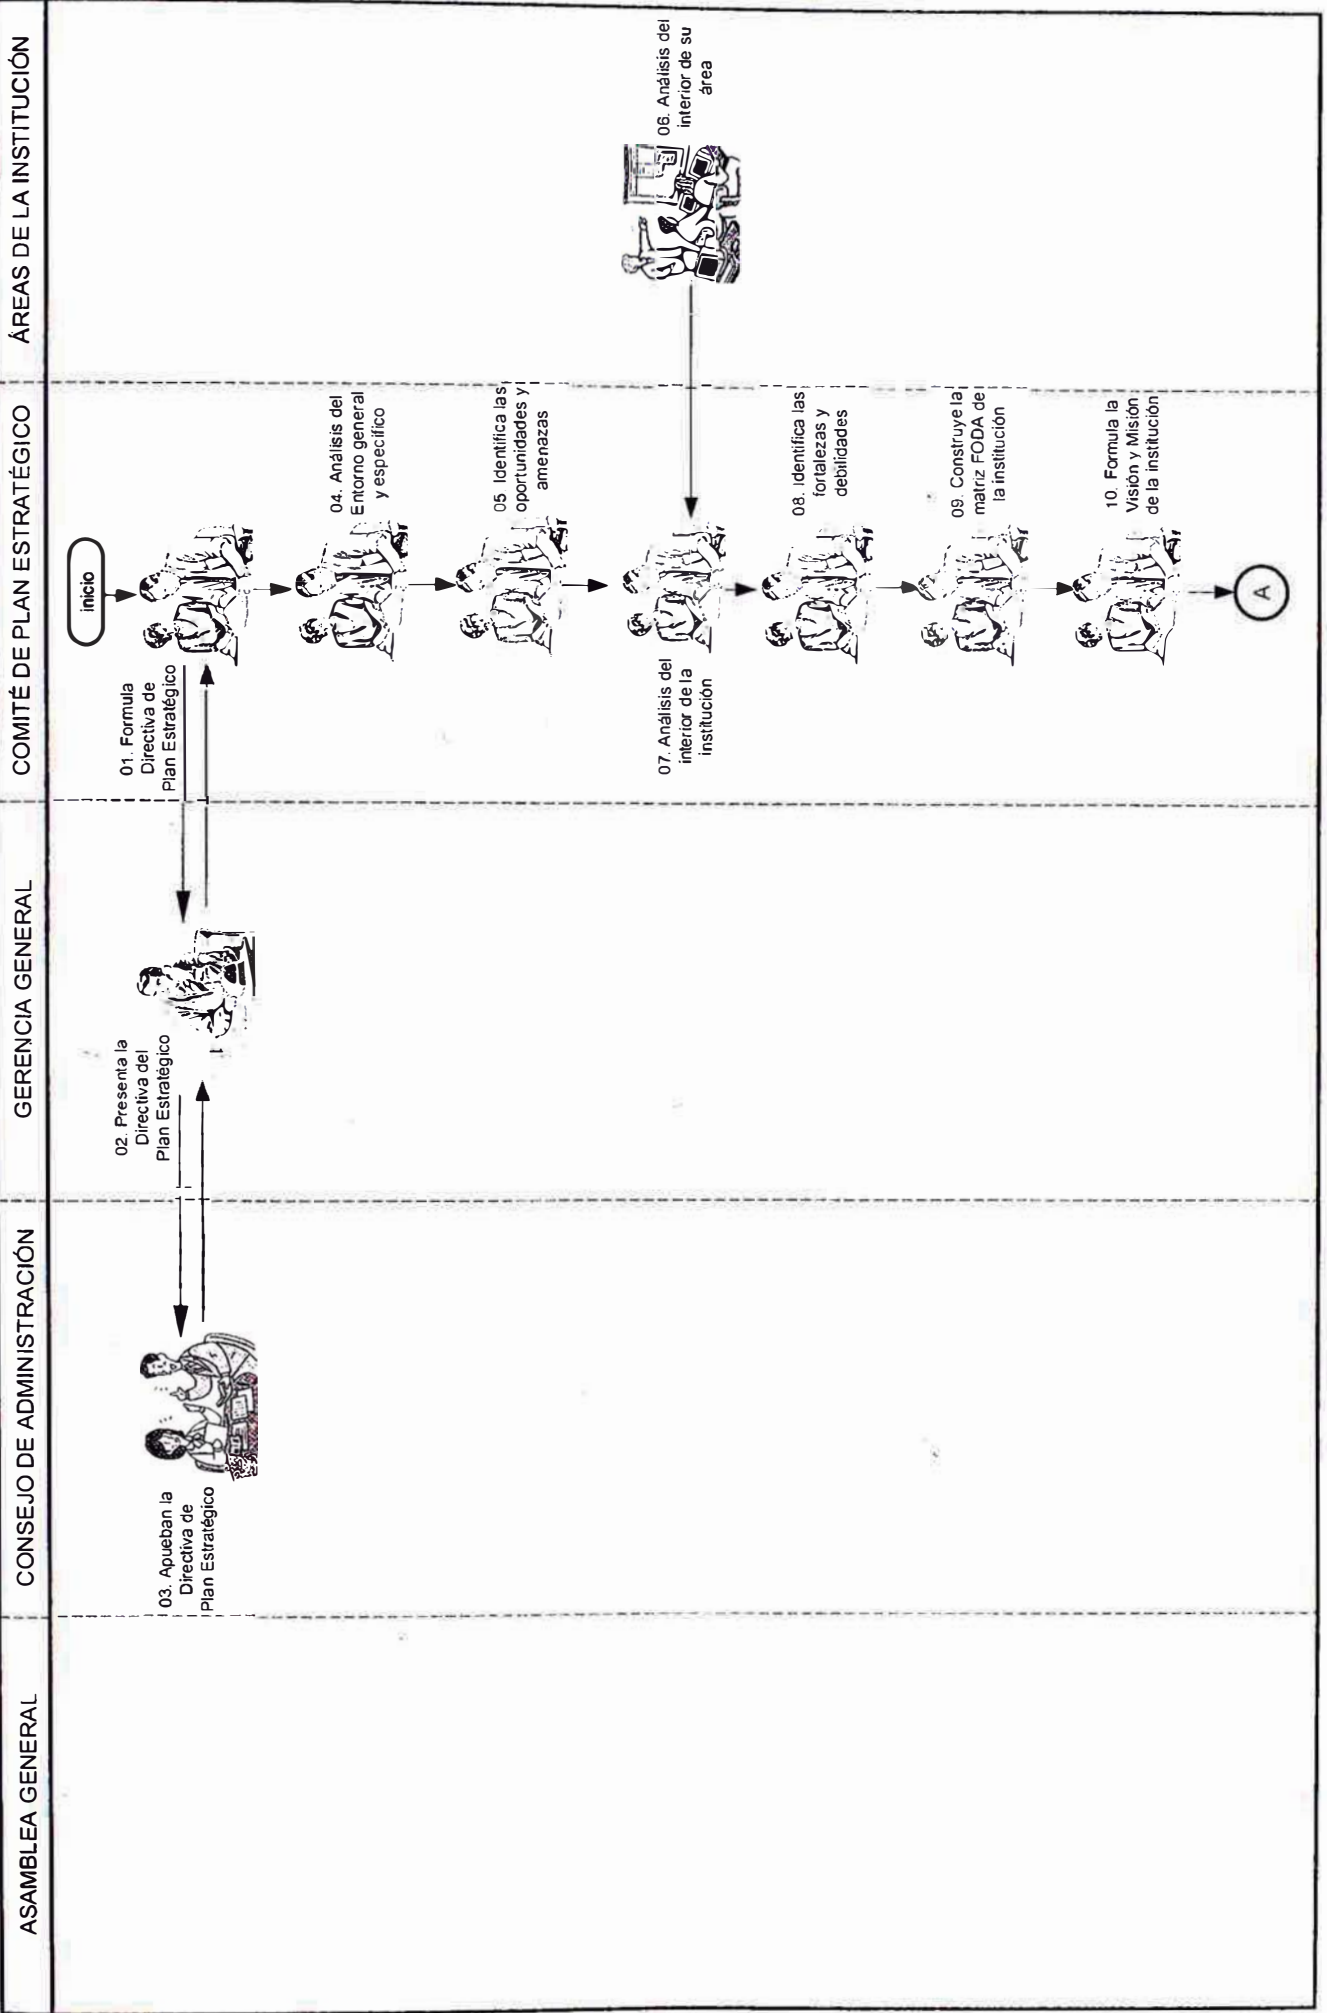 ASAMBLEA GENERAL
CONSEJO DE ADMINISTRACIÓN
GERENCIA GENERAL
COMITÉ DE PLAN ESTRATÉGICO
ÁREAS DE LA INSTITUCIÓN
inicio
01. Formula
Directiva de
Plan Estratégico
02. Presenta la
Directiva del
Plan Estratégico
03. Apueban la
Directiva de
Plan Estratégico
04. Análisis del
Entorno general
y específico
05 Identifica las
oportunidades y
amenazas
06. Análisis del
interior de su
área
07. Análisis del
interior de la
institución
08. Identifica las
fortalezas y
debilidades
09. Construye la
matriz FODA de
la institución
10. Formula la
Visión y Misión
de la institución
A